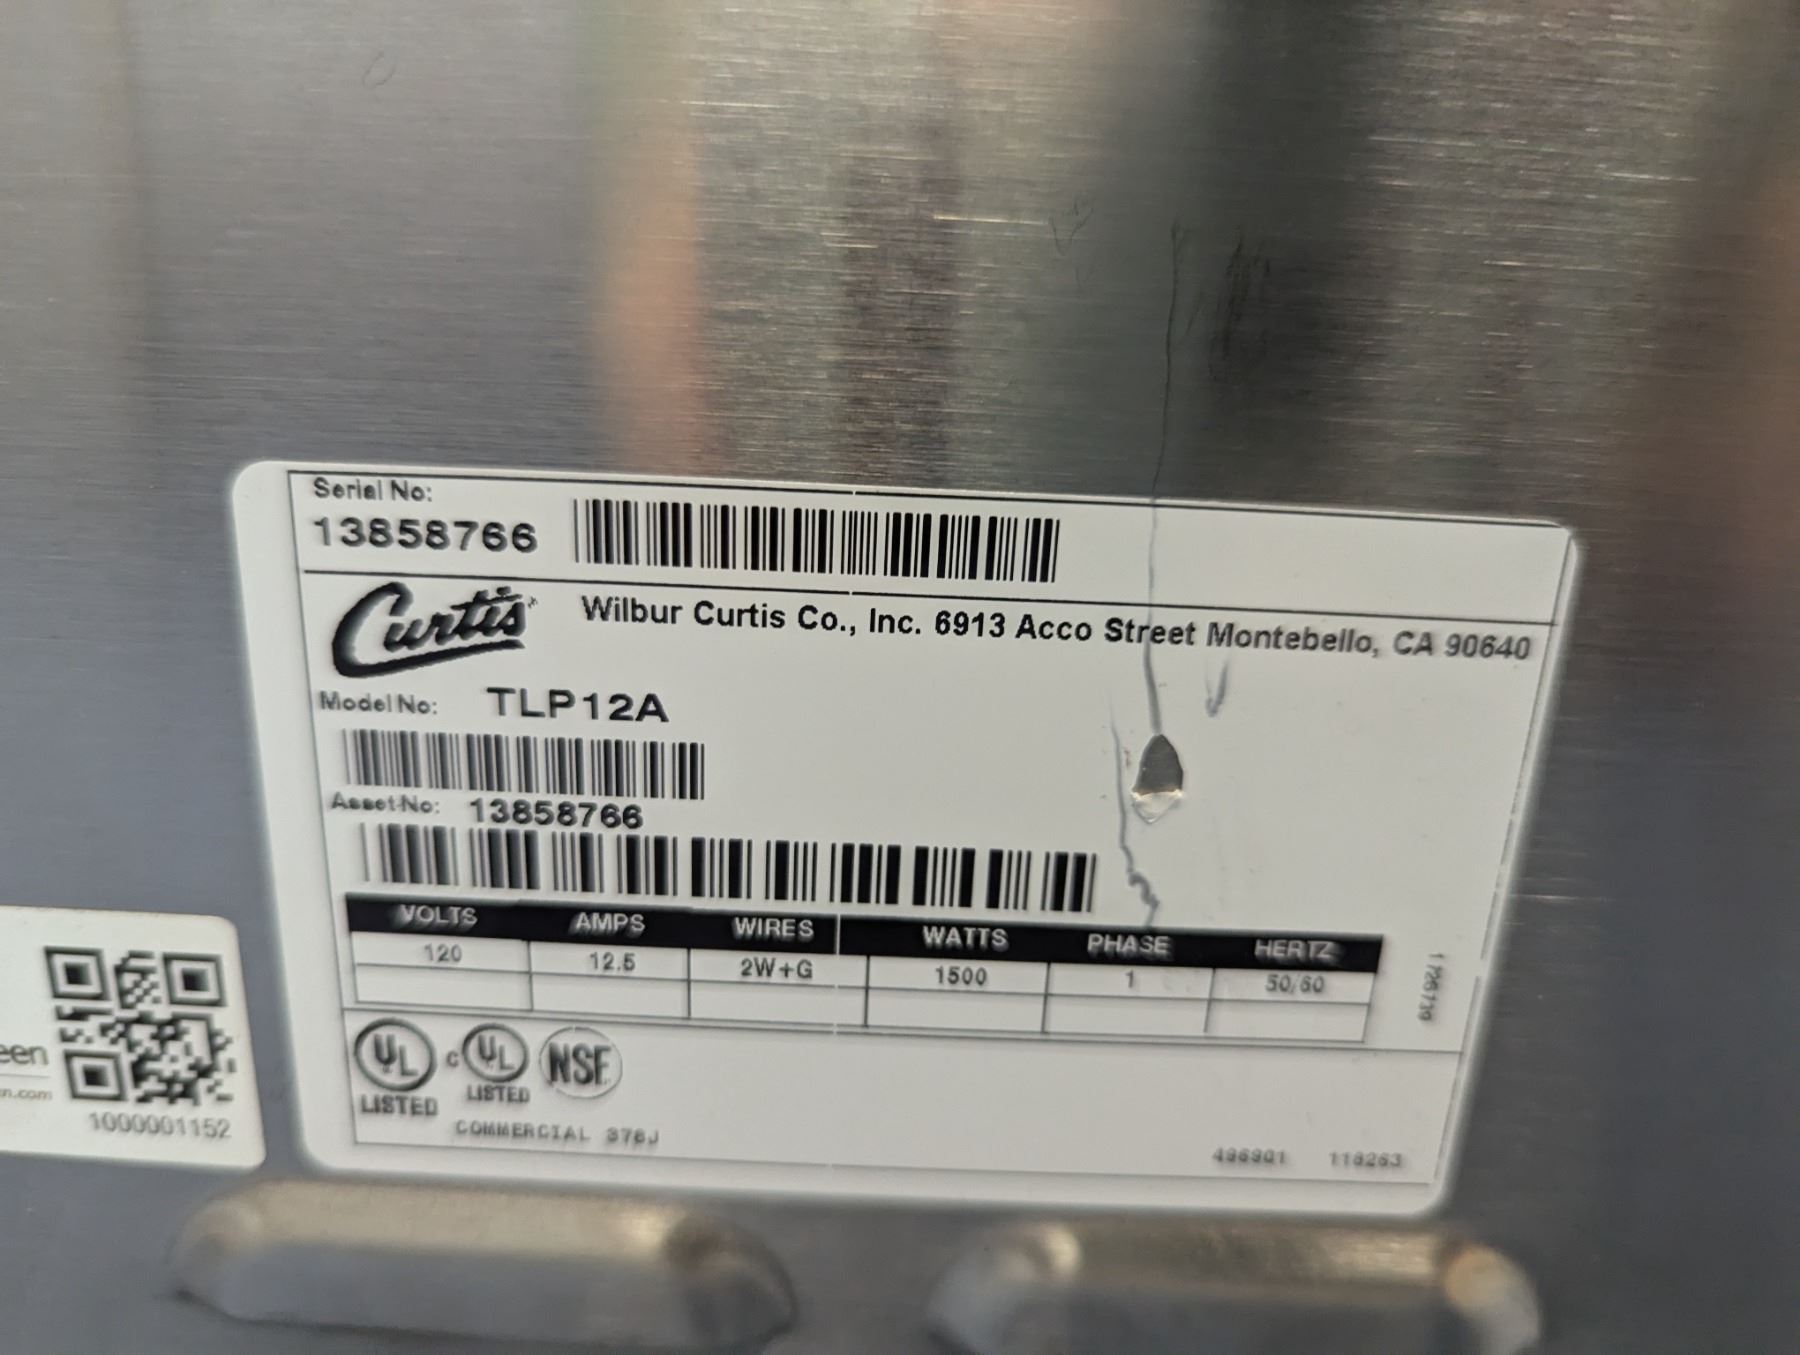 Serial No:
13858766
Curtis
Wilbur Curtis Co., Inc. 6913 Acco Street Montebello, CA 90640
Model No: TLP12A
Asset No: 13858766
VOLTS AMPS WIRES WATTS PHASE HERTZ
120 12.5 2W+G 1500 1 50/60
UL C UL NSF
LISTED LISTED
COMMERCIAL 376J
een
n.com
1000001152